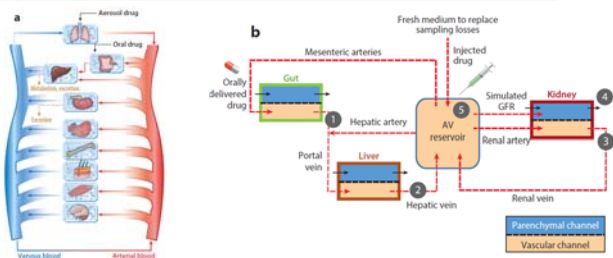 a
Aerosol drug
Oral drug
Metabolism, excretion
Excretion
Venous blood
Arterial blood
b
Fresh medium to replace
sampling losses
Mesenteric arteries
Injected
drug
Orally
delivered
drug
Gut
1
Hepatic artery
AV
reservoir
5
Simulated
GFR
Renal artery
Kidney
4
3
Portal
vein
Liver
2
Hepatic vein
Renal vein
Parenchymal channel
Vascular channel